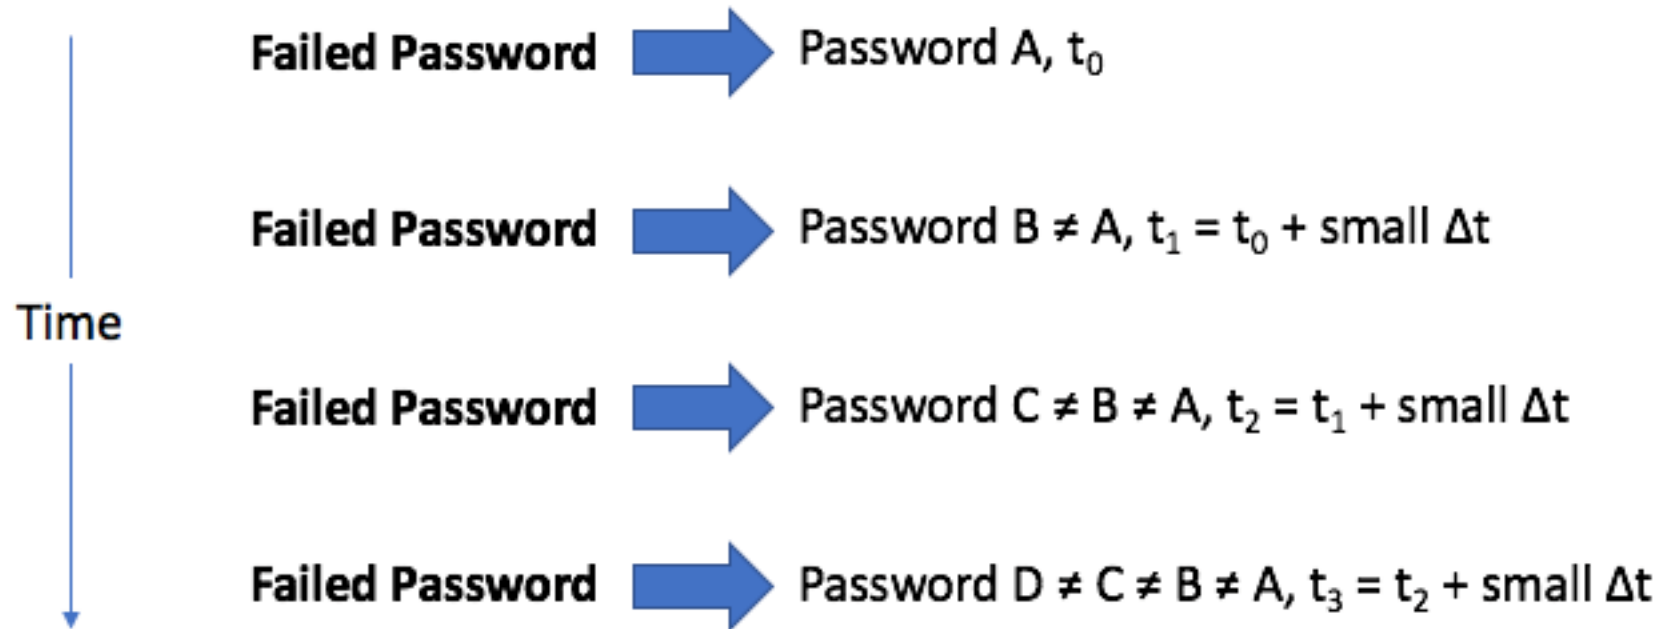 Failed Password Password A, t₀
Failed Password Password B ≠ A, t₁ = t₀ + small Δt
Time
Failed Password Password C ≠ B ≠ A, t₂ = t₁ + small Δt
Failed Password Password D ≠ C ≠ B ≠ A, t₃ = t₂ + small Δt